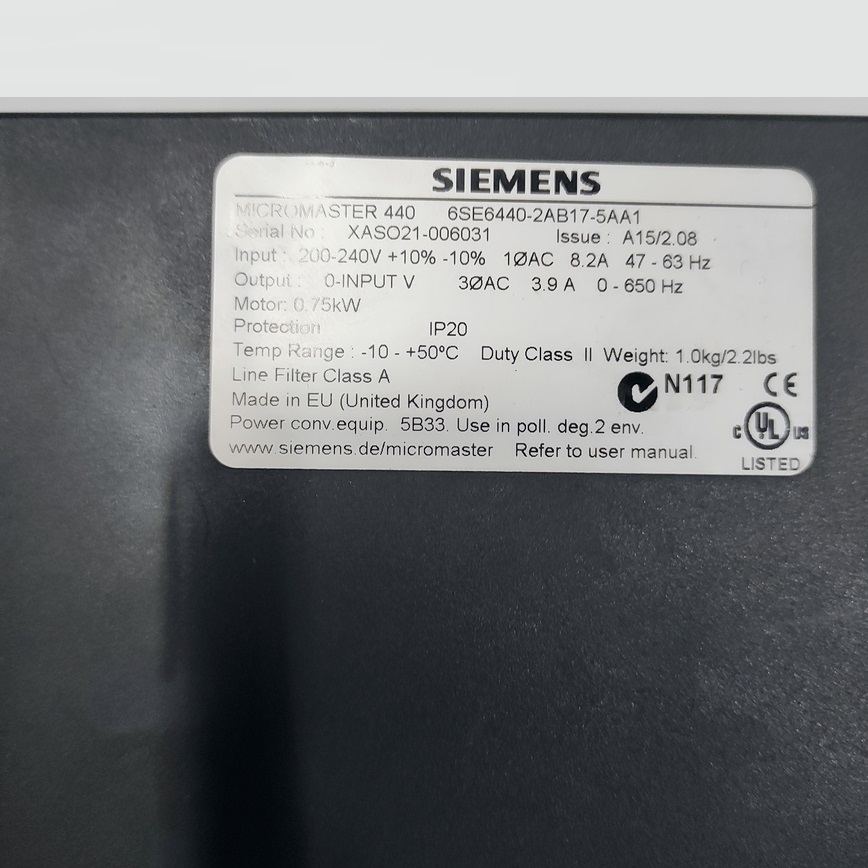 SIEMENS
MICROMASTER 440 6SE6440-2AB17-5AA1
Serial No : XASO21-006031 Issue : A15/2.08
Input : 200-240V +10% -10% 1ØAC 8.2A 47 - 63 Hz
Output : 0-INPUT V 3ØAC 3.9 A 0 - 650 Hz
Motor: 0.75kW
Protection IP20
Temp Range : -10 - +50ºC Duty Class II Weight: 1.0kg/2.2lbs
Line Filter Class A
N117 CE
Made in EU (United Kingdom)
Power conv.equip. 5B33. Use in poll. deg.2 env.
C UL US
www.siemens.de/micromaster Refer to user manual.
LISTED